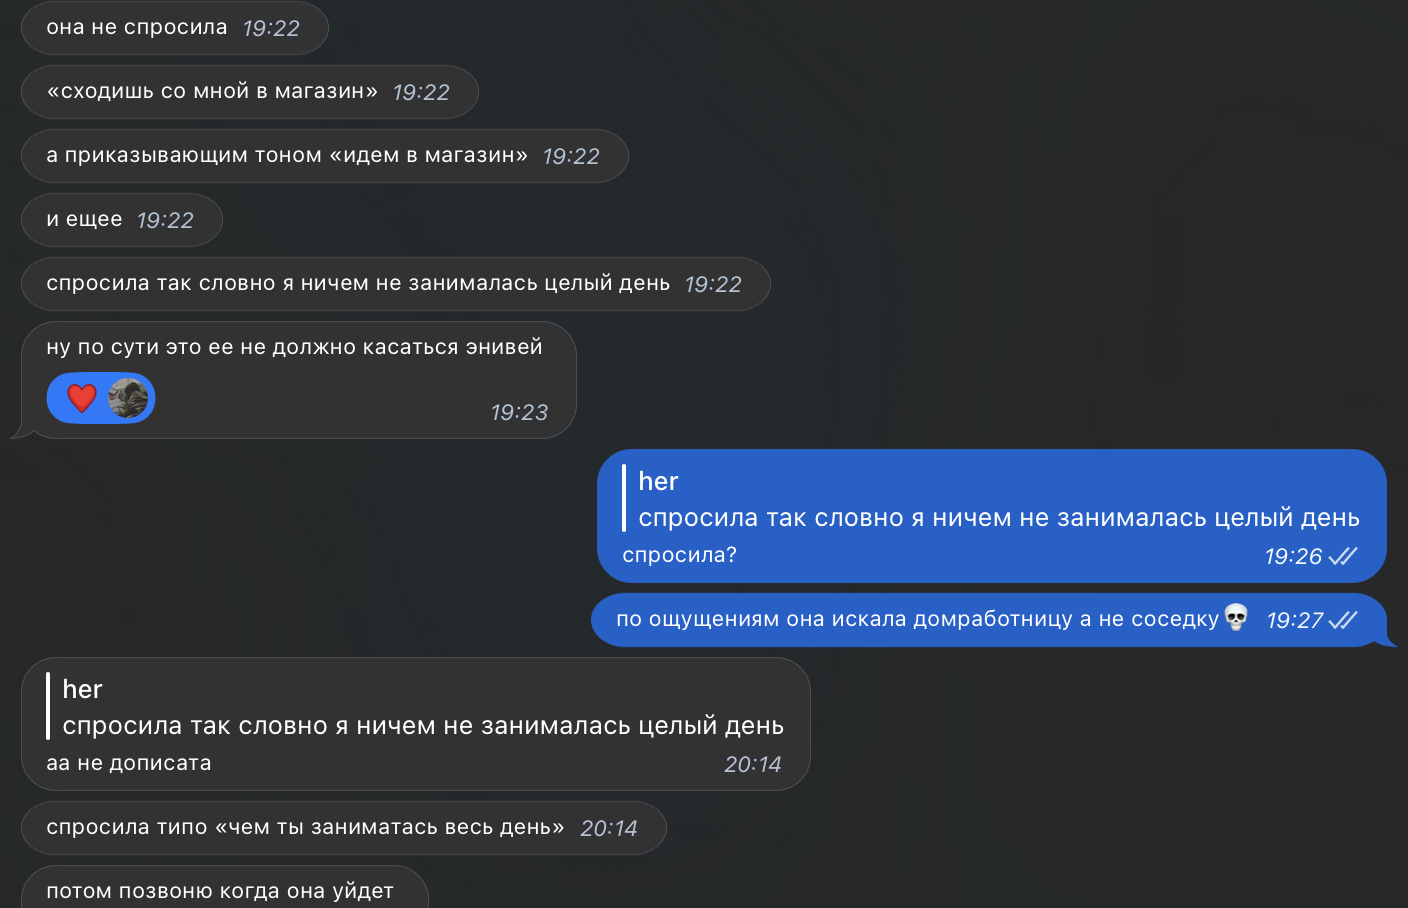 она не спросила 19:22
«сходишь со мной в магазин» 19:22
а приказывающим тоном «идем в магазин» 19:22
и ещее 19:22
спросила так словно я ничем не занималась целый день 19:22
ну по сути это ее не должно касаться энивей
❤️ 19:23
her
спросила так словно я ничем не занималась целый день
спросила? 19:26
по ощущениям она искала домработницу а не соседку💀 19:27
her
спросила так словно я ничем не занималась целый день
аа не дописата 20:14
спросила типо «чем ты заниматась весь день» 20:14
потом позвоню когда она уйдет